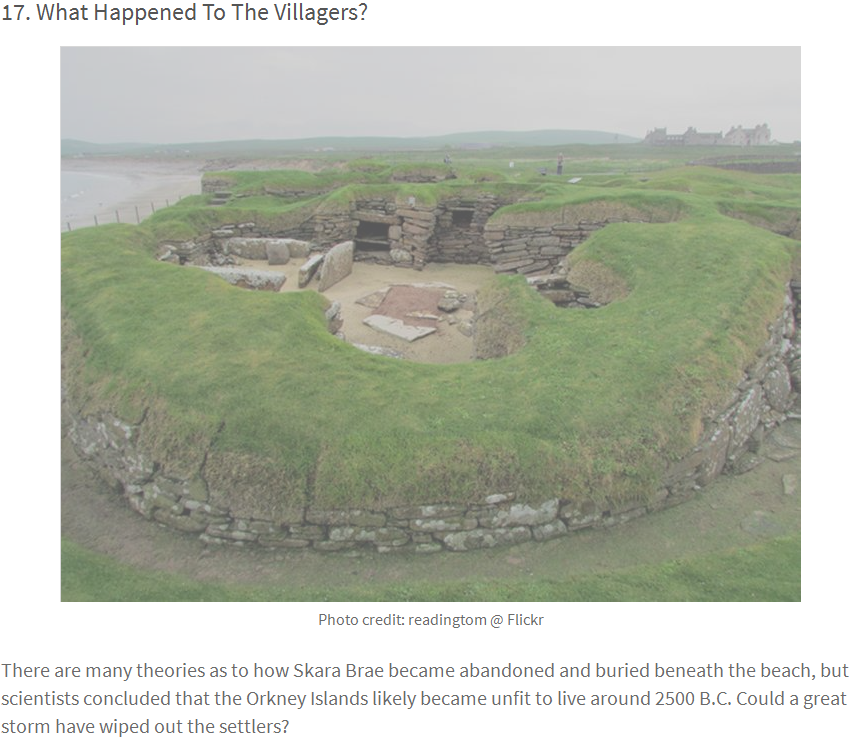 17. What Happened To The Villagers?
Photo credit: readingtom @ Flickr
There are many theories as to how Skara Brae became abandoned and buried beneath the beach, but
scientists concluded that the Orkney Islands likely became unfit to live around 2500 B.C. Could a great
storm have wiped out the settlers?